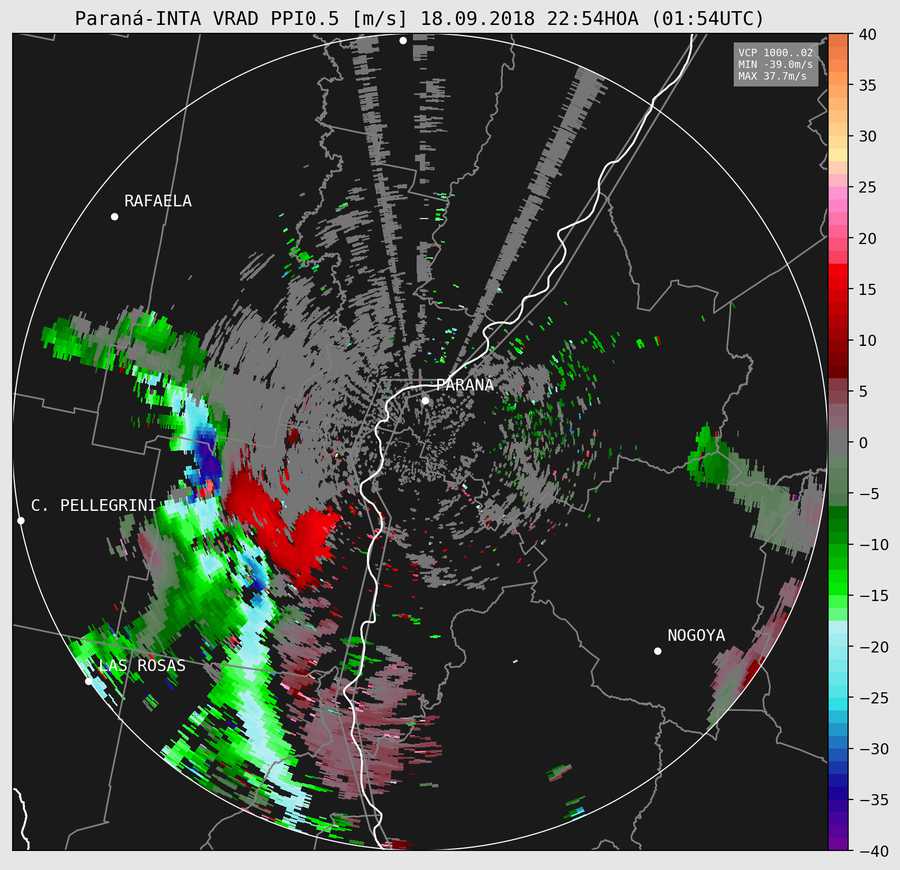 Paraná-INTA VRAD PPI0.5 [m/s] 18.09.2018 22:54HOA (01:54UTC)
VCP 1000..02
MIN -39.0m/s
MAX 37.7m/s
RAFAELA
PARANA
C. PELLEGRINI
NOGOYA
LAS ROSAS
40
35
30
25
20
15
10
5
0
−5
−10
−15
−20
−25
−30
−35
−40